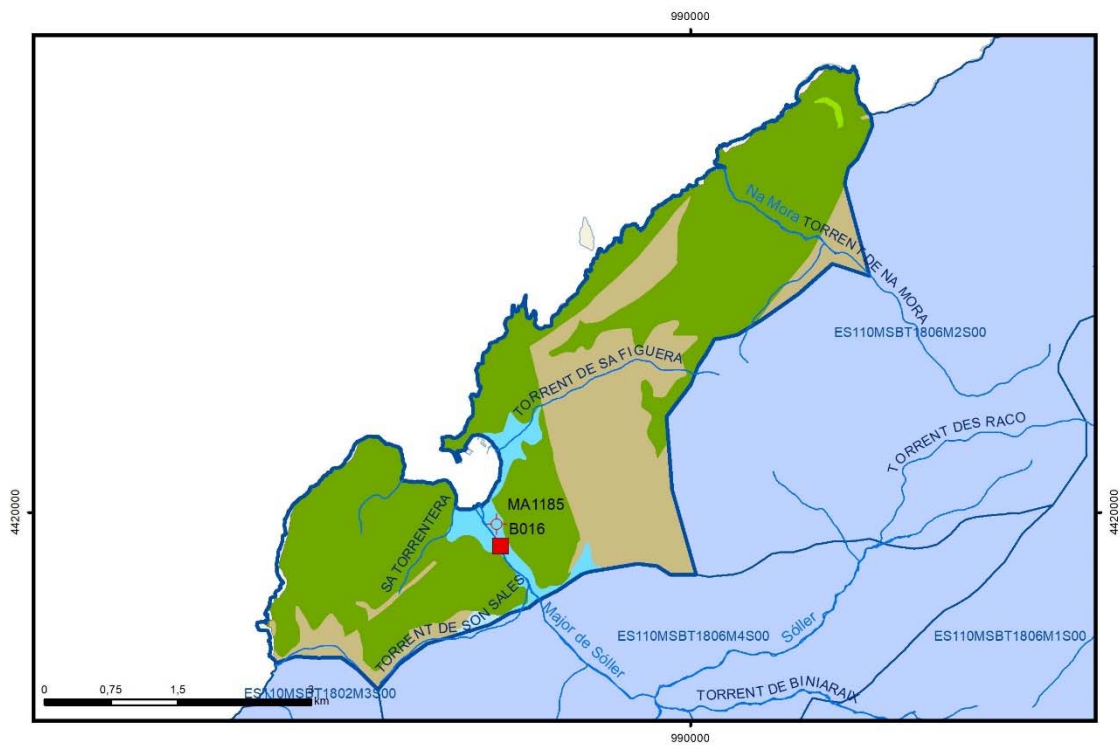 990000
Na Mora
TORRENT DE NA MORA
ES110MSBT1806M2S00
TORRENT DE SA FIGUERA
TORRENT DES RACO
4420000
4420000
MA1185
B016
SA TORRENTERA
TORRENT DE SON SALES
Major de Sóller
Sóller
ES110MSBT1806M4S00
ES110MSBT1806M1S00
ES110MSBT1802M3S00
TORRENT DE BINIARAIX
0 0,75 1,5 3
km
990000